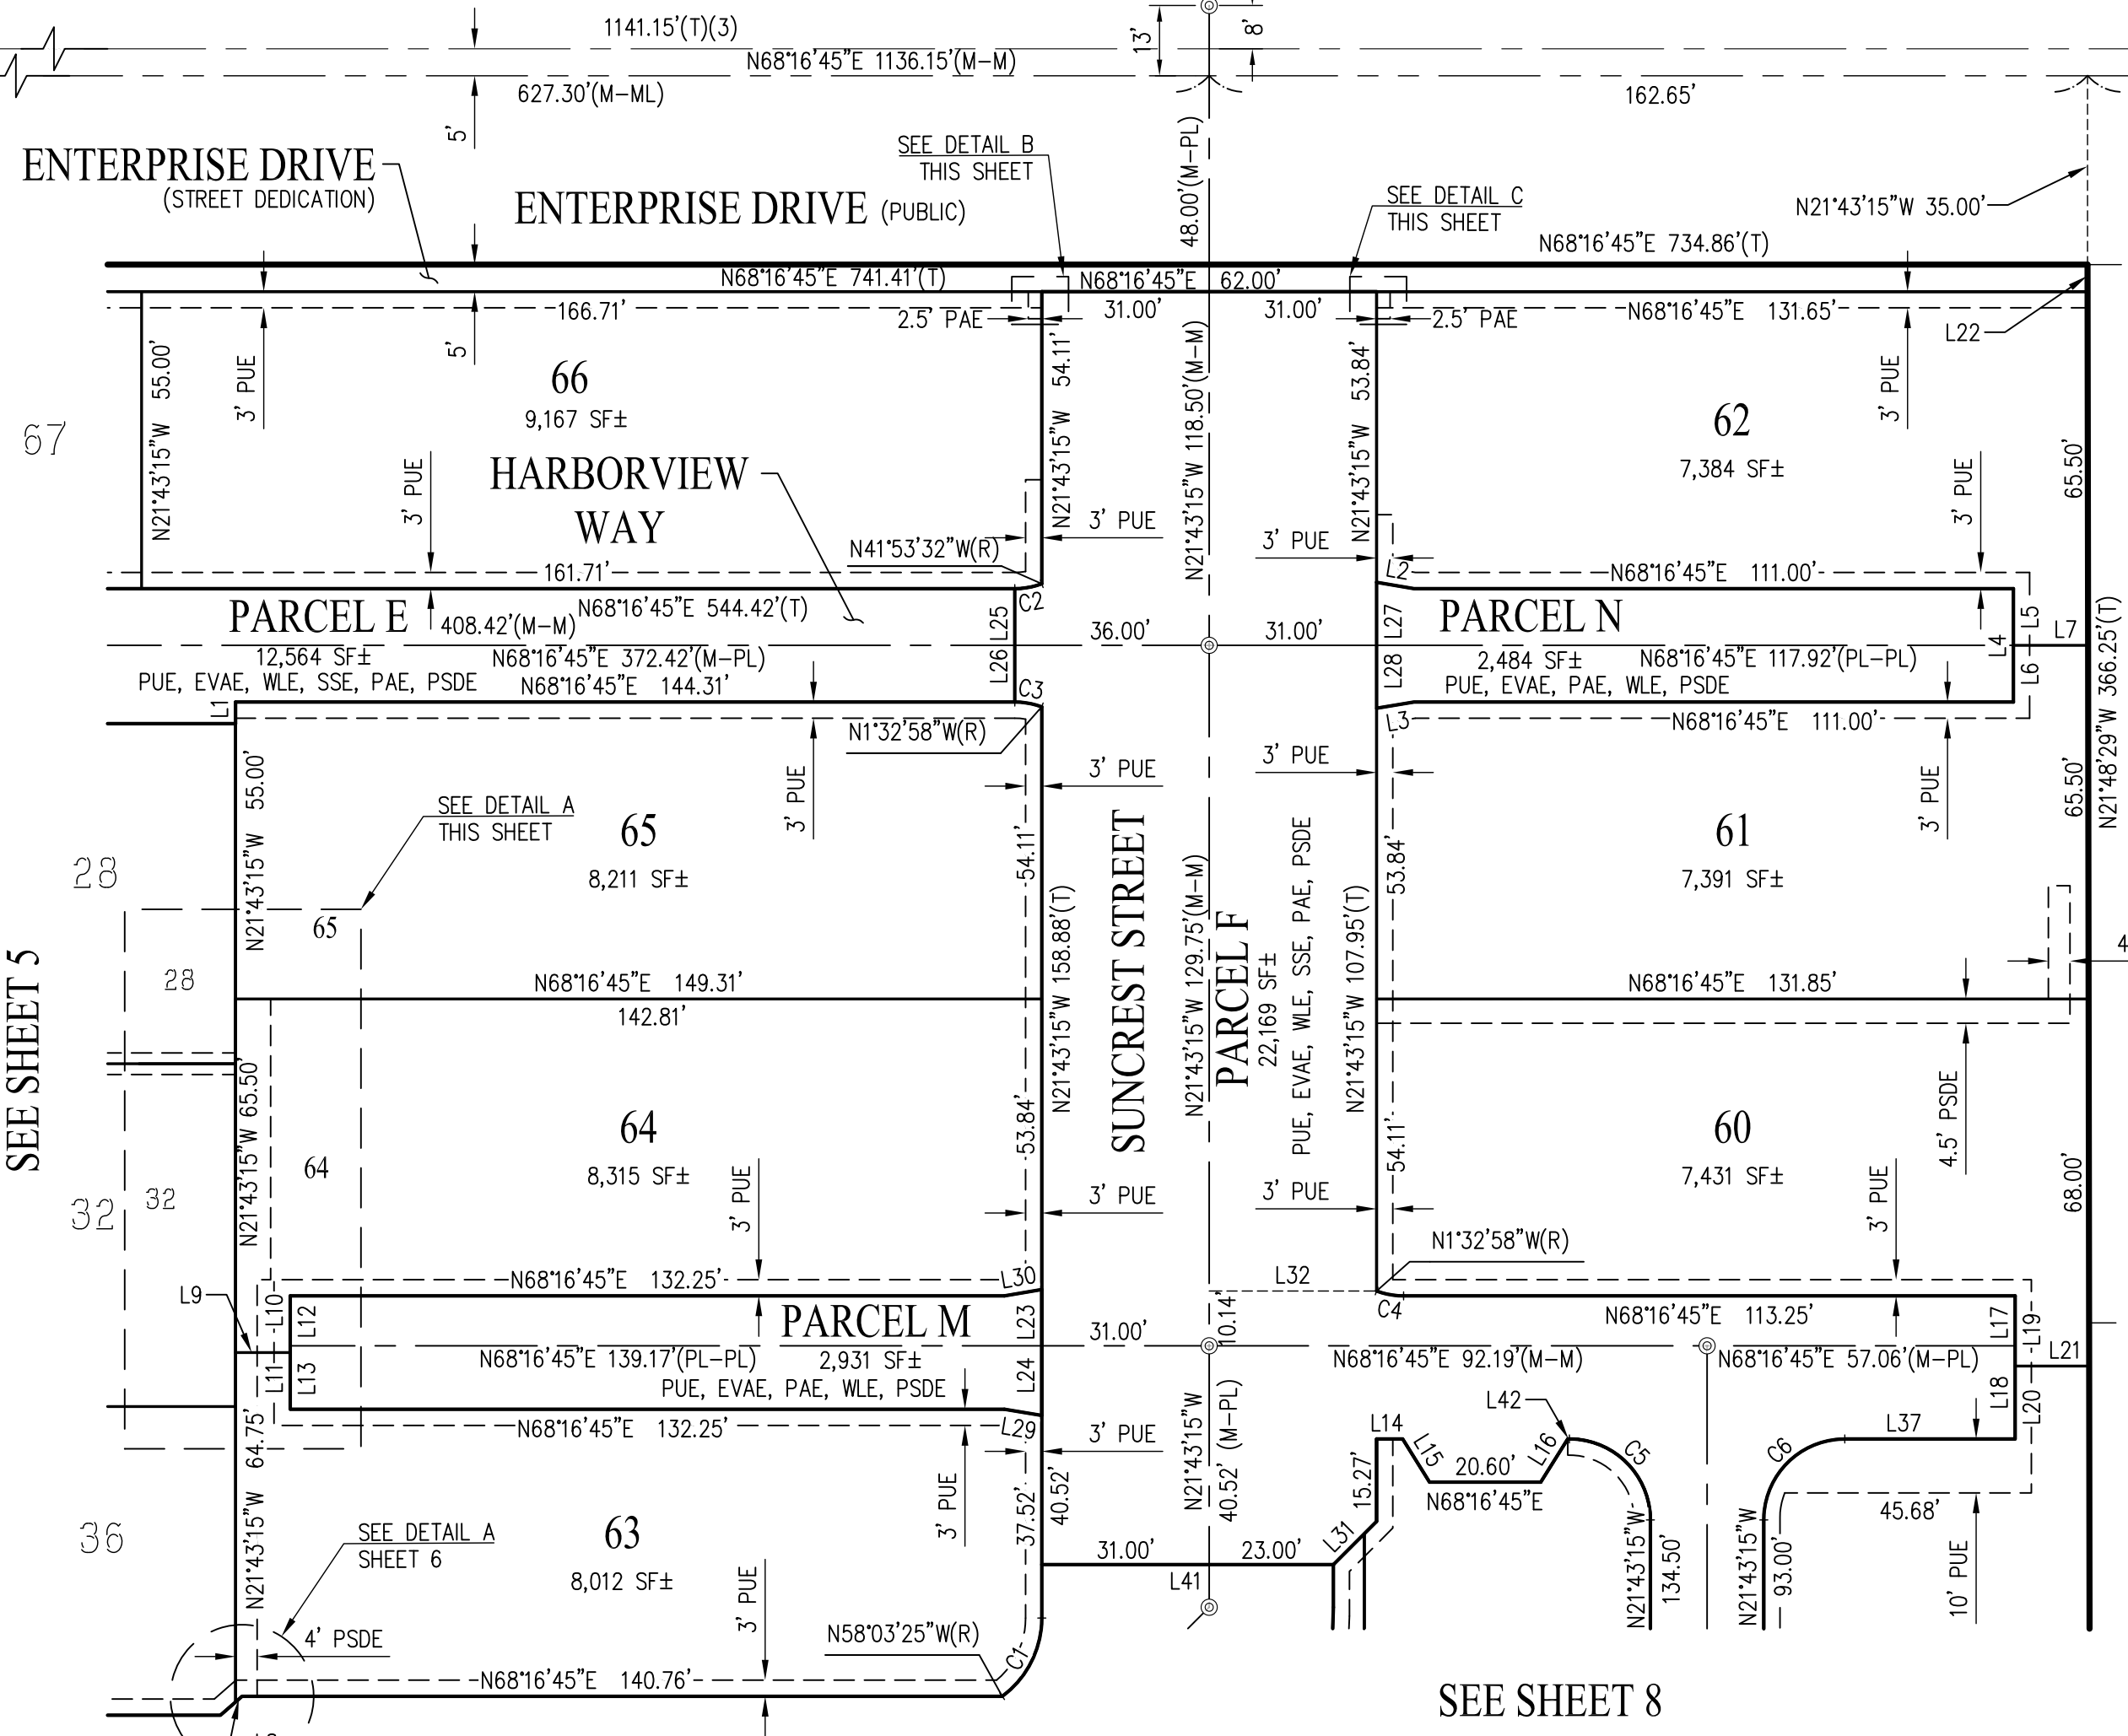 1141.15'(T)(3)
N68°16'45"E 1136.15'(M-M)
627.30'(M-ML)
13'
8'
162.65'
5'
48.00'(M-PL)
ENTERPRISE DRIVE
(STREET DEDICATION)
ENTERPRISE DRIVE (PUBLIC)
SEE DETAIL B
THIS SHEET
SEE DETAIL C
THIS SHEET
N21°43'15"W 35.00'
N68°16'45"E 734.86'(T)
N68°16'45"E 741.41'(T)
N68°16'45"E 62.00'
166.71'
2.5' PAE
31.00'
31.00'
2.5' PAE
N68°16'45"E 131.65'
L22
5'
3' PUE
N21°43'15"W 55.00'
66
9,167 SF±
N21°43'15"W 54.11'
N21°43'15"W 118.50'(M-M)
N21°43'15"W 53.84'
62
7,384 SF±
3' PUE
65.50'
67
HARBORVIEW
WAY
3' PUE
3' PUE
3' PUE
3' PUE
N41°53'32"W(R)
161.71'
L2
N68°16'45"E 111.00'
C2
PARCEL E
N68°16'45"E 544.42'(T)
408.42'(M-M)
12,564 SF±
N68°16'45"E 372.42'(M-PL)
PUE, EVAE, WLE, SSE, PAE, PSDE
N68°16'45"E 144.31'
L25
L26
36.00'
31.00'
L27
L28
PARCEL N
2,484 SF±
N68°16'45"E 117.92'(PL-PL)
PUE, EVAE, PAE, WLE, PSDE
L4
L5
L6
L7
N21°48'29"W 366.25'(T)
L1
C3
L3
N68°16'45"E 111.00'
N1°32'58"W(R)
3' PUE
3' PUE
3' PUE
3' PUE
65.50'
N21°43'15"W 55.00'
SEE DETAIL A
THIS SHEET
65
8,211 SF±
54.11'
53.84'
61
7,391 SF±
28
65
28
SEE SHEET 5
N68°16'45"E 149.31'
142.81'
N21°43'15"W 158.88'(T)
SUNCREST STREET
N21°43'15"W 129.75'(M-M)
PARCEL F
22,169 SF±
PUE, EVAE, WLE, SSE, PAE, PSDE
N21°43'15"W 107.95'(T)
N68°16'45"E 131.85'
4
N21°43'15"W 65.50'
64
8,315 SF±
64
53.84'
54.11'
60
7,431 SF±
4.5' PSDE
68.00'
32
32
3' PUE
3' PUE
3' PUE
3' PUE
N1°32'58"W(R)
L9
L10
N68°16'45"E 132.25'
L30
L32
C4
N68°16'45"E 113.25'
L12
PARCEL M
L23
31.00'
10.14'
L17
L19
L11
L13
N68°16'45"E 139.17'(PL-PL)
2,931 SF±
PUE, EVAE, PAE, WLE, PSDE
L24
N68°16'45"E 92.19'(M-M)
N68°16'45"E 57.06'(M-PL)
L21
L18
L20
N68°16'45"E 132.25'
L29
3' PUE
L42
L14
L15
L16
C5
C6
L37
N21°43'15"W 64.75'
3' PUE
37.52'
40.52'
N21°43'15"W
40.52' (M-PL)
15.27'
20.60'
N68°16'45"E
45.68'
36
SEE DETAIL A
SHEET 6
63
8,012 SF±
31.00'
23.00'
L31
L41
N21°43'15"W
134.50'
N21°43'15"W
93.00'
10' PUE
3' PUE
4' PSDE
N58°03'25"W(R)
C1
N68°16'45"E 140.76'
SEE SHEET 8